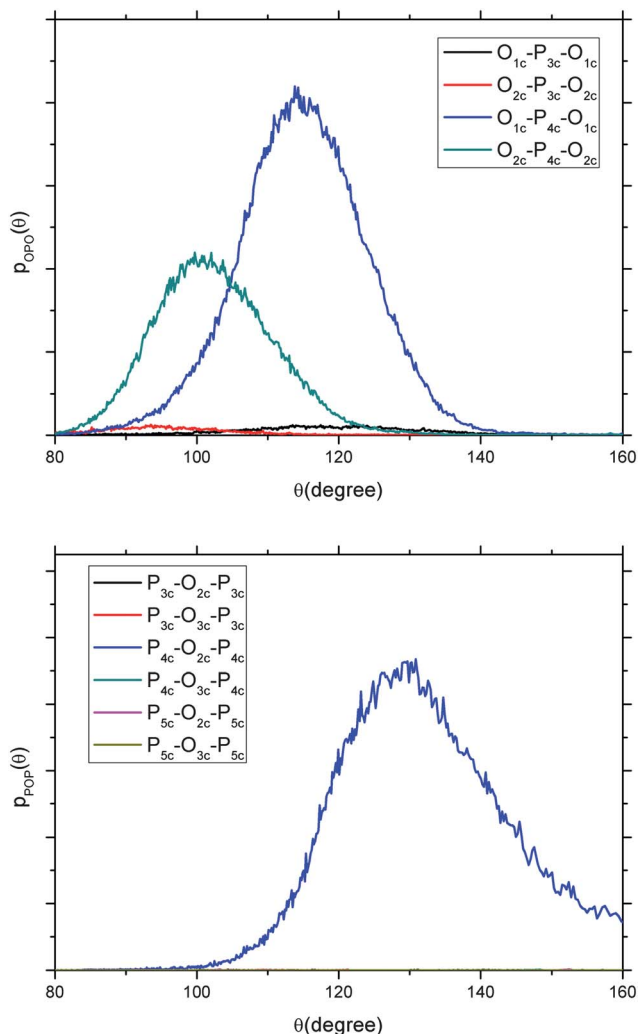 O1c-P3c-O1c
O2c-P3c-O2c
O1c-P4c-O1c
O2c-P4c-O2c
pOPO(θ)
80 100 120 140 160
θ(degree)
P3c-O2c-P3c
P3c-O3c-P3c
P4c-O2c-P4c
P4c-O3c-P4c
P5c-O2c-P5c
P5c-O3c-P5c
pPOP(θ)
80 100 120 140 160
θ(degree)